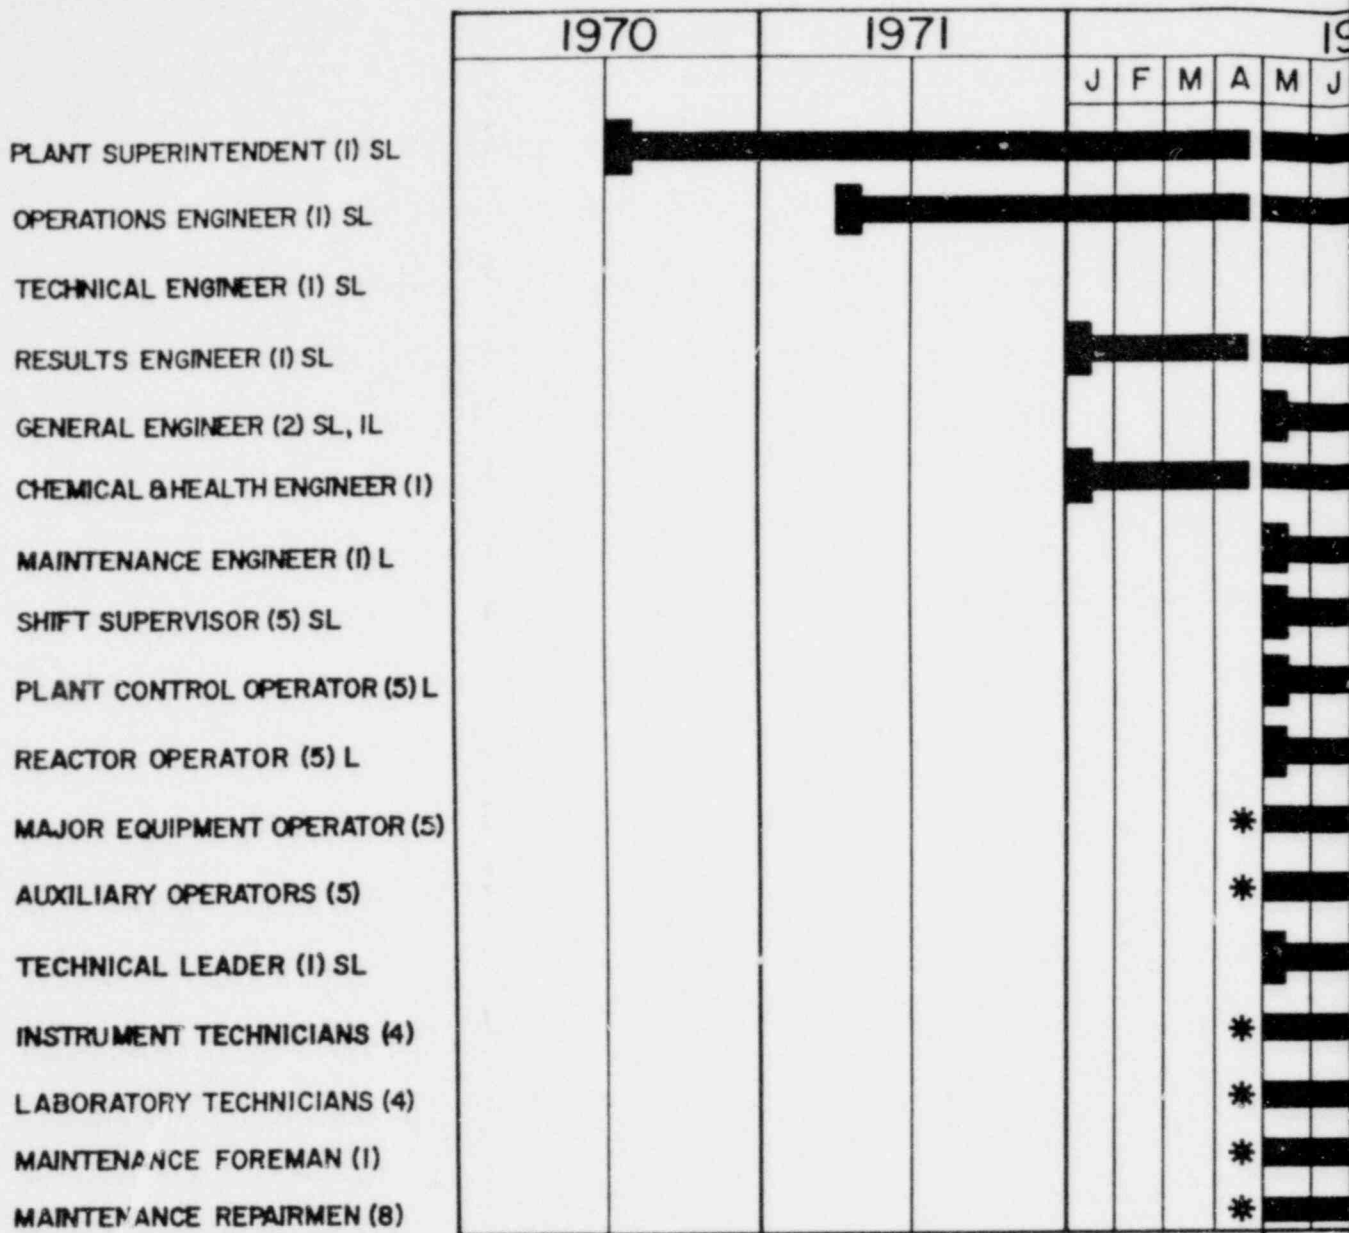 1970 1971 19
J F M A M J
PLANT SUPERINTENDENT (1) SL
OPERATIONS ENGINEER (1) SL
TECHNICAL ENGINEER (1) SL
RESULTS ENGINEER (1) SL
GENERAL ENGINEER (2) SL, IL
CHEMICAL & HEALTH ENGINEER (1)
MAINTENANCE ENGINEER (1) L
SHIFT SUPERVISOR (5) SL
PLANT CONTROL OPERATOR (5) L
REACTOR OPERATOR (5) L
MAJOR EQUIPMENT OPERATOR (5) *
AUXILIARY OPERATORS (5) *
TECHNICAL LEADER (1) SL
INSTRUMENT TECHNICIANS (4) *
LABORATORY TECHNICIANS (4) *
MAINTENANCE FOREMAN (1) *
MAINTENANCE REPAIRMEN (8) *